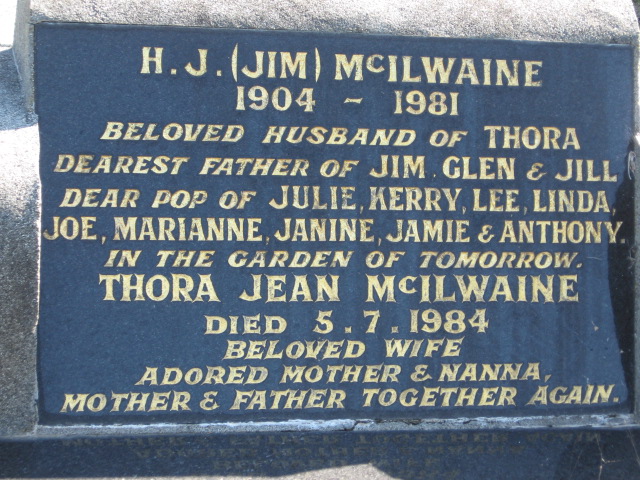 H.J. (JIM) McILWAINE
1904 - 1981
BELOVED HUSBAND OF THORA
DEAREST FATHER OF JIM, GLEN & JILL
DEAR POP OF JULIE, KERRY, LEE, LINDA,
JOE, MARIANNE, JANINE, JAMIE & ANTHONY.
IN THE GARDEN OF TOMORROW.
THORA JEAN McILWAINE
DIED 5.7.1984
BELOVED WIFE
ADORED MOTHER & NANNA,
MOTHER & FATHER TOGETHER AGAIN.